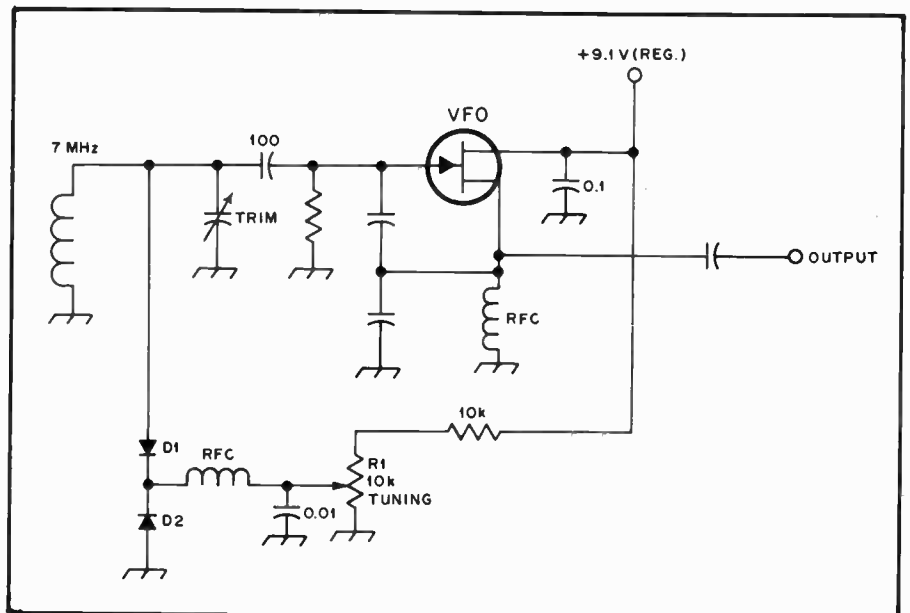 +9.1 V (REG.)
VFO
7 MHz
100
TRIM
0.1
OUTPUT
RFC
10k
D1
RFC
R1
10k
TUNING
0.01
D2